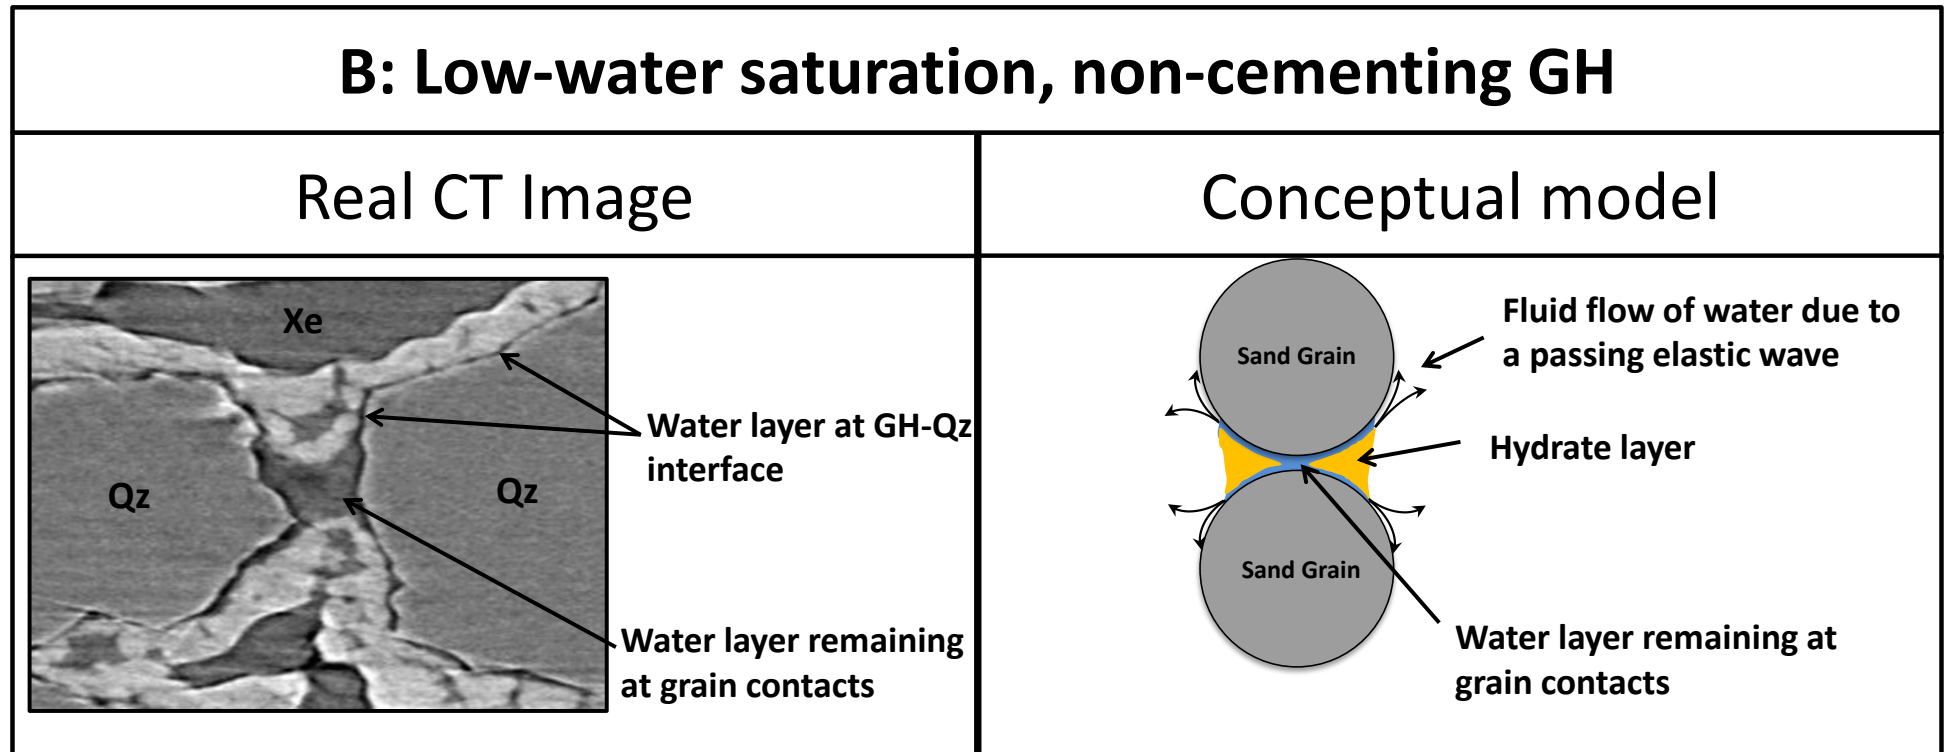 B: Low-water saturation, non-cementing GH
Real CT Image
Conceptual model
Xe
Qz
Qz
Water layer at GH-Qz
interface
Water layer remaining
at grain contacts
Sand Grain
Sand Grain
Fluid flow of water due to
a passing elastic wave
Hydrate layer
Water layer remaining at
grain contacts